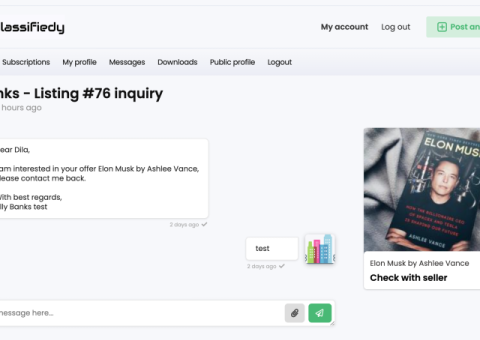 lassifiedy
My account Log out Post an
Subscriptions My profile Messages Downloads Public profile Logout
nks - Listing #76 inquiry
hours ago
ear Dila,
am interested in your offer Elon Musk by Ashlee Vance,
lease contact me back.
With best regards,
lly Banks test
2 days ago
test
2 days ago
ELON MUSK
HOW THE BILLIONAIRE CEO
OF SPACEX AND TESLA
IS SHAPING OUR FUTURE
ASHLEE VANCE
Elon Musk by Ashlee Vance
Check with seller
message here...